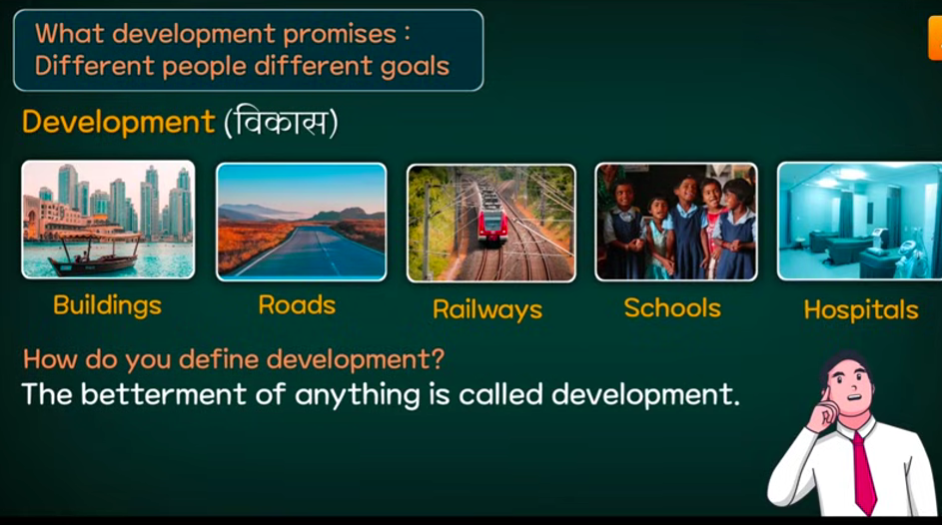 What development promises :
Different people different goals
Development (विकास)
Buildings
Roads
Railways
Schools
Hospitals
How do you define development?
The betterment of anything is called development.